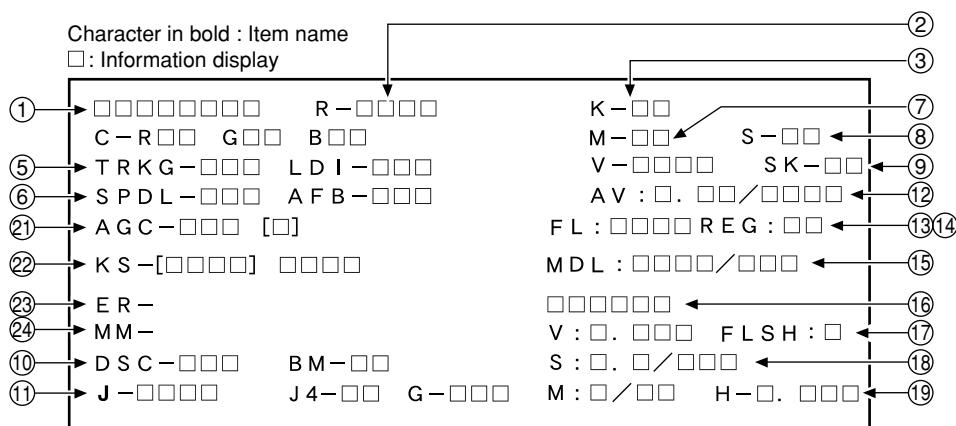 Character in bold : Item name
□ : Information display
② 
③
① □□□□□□□□ R－□□□□ K－□□ ⑦
C－R□□ G□□ B□□ M－□□ S－□□ ⑧
⑤ TRKG－□□□ LDI－□□□ V－□□□□ SK－□□ ⑨
⑥ SPDL－□□□ AFB－□□□ AV : □. □□/□□□□ ⑫
㉑ AGC－□□□ [□] FL : □□□□ REG : □□ ⑬⑭
㉒ KS－[□□□□] □□□□ MDL : □□□□/□□□ ⑮
㉓ ER－ □□□□□□ ⑯
㉔ MM－ V : □. □□□ FLSH : □ ⑰
⑩ DSC－□□□ BM－□□ S : □. □/□□□ ⑱
⑪ J－□□□□ J4－□□ G－□□□ M : □/□□ H－□. □□□ ⑲